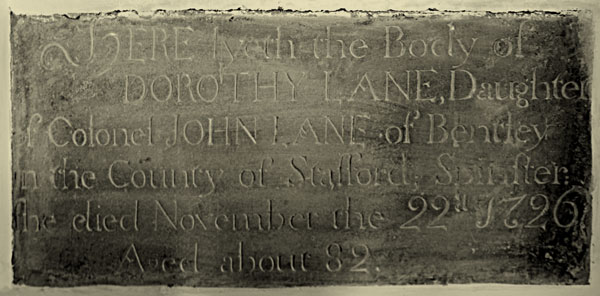 HERE lyeth the Body of
DOROTHY LANE, Daughter
of Colonel JOHN LANE of Bentley
in the County of Stafford, Spinster.
she died November the 22d 1726
Aged about 82.